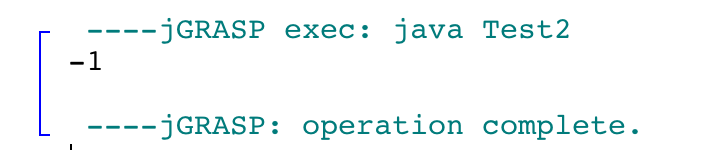 ----jGRASP exec: java Test2
-1
----jGRASP: operation complete.